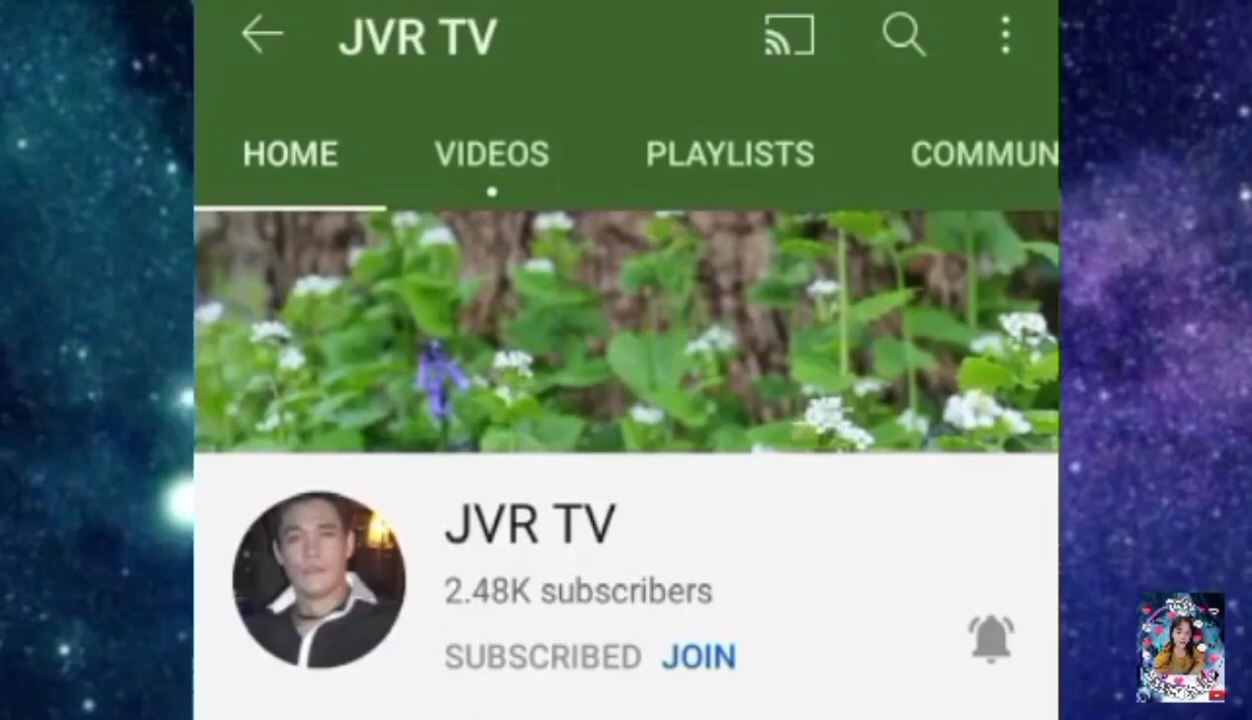 JVR TV
HOME VIDEOS PLAYLISTS COMMUN
JVR TV
2.48K subscribers
SUBSCRIBED JOIN